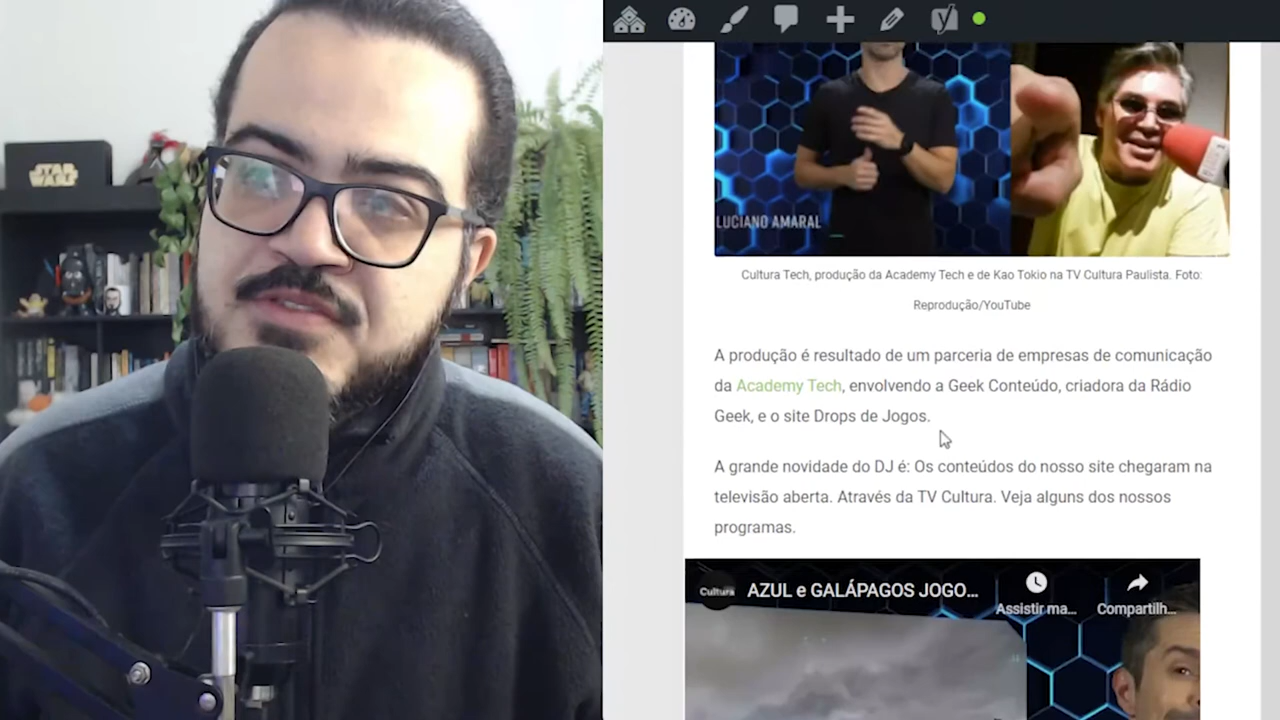 STAR
WARS
LUCIANO AMARAL
Cultura Tech, produção da Academy Tech e de Kao Tokio na TV Cultura Paulista. Foto:
Reprodução/YouTube
A produção é resultado de um parceria de empresas de comunicação
da Academy Tech, envolvendo a Geek Conteúdo, criadora da Rádio
Geek, e o site Drops de Jogos.
A grande novidade do DJ é: Os conteúdos do nosso site chegaram na
televisão aberta. Através da TV Cultura. Veja alguns dos nossos
programas.
Cultura
AZUL e GALÁPAGOS JOGO...
Assistir ma...
Compartilh...